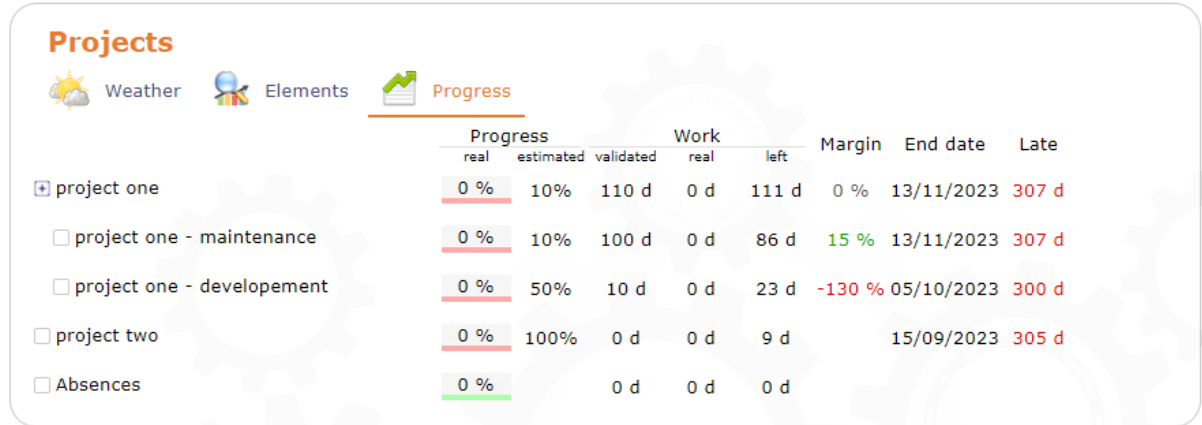 Projects
Weather Elements Progress
Progress Work Margin End date Late
real estimated validated real left
project one 0 % 10% 110 d 0 d 111 d 0 % 13/11/2023 307 d
project one - maintenance 0 % 10% 100 d 0 d 86 d 15 % 13/11/2023 307 d
project one - developement 0 % 50% 10 d 0 d 23 d -130 % 05/10/2023 300 d
project two 0 % 100% 0 d 0 d 9 d 15/09/2023 305 d
Absences 0 % 0 d 0 d 0 d